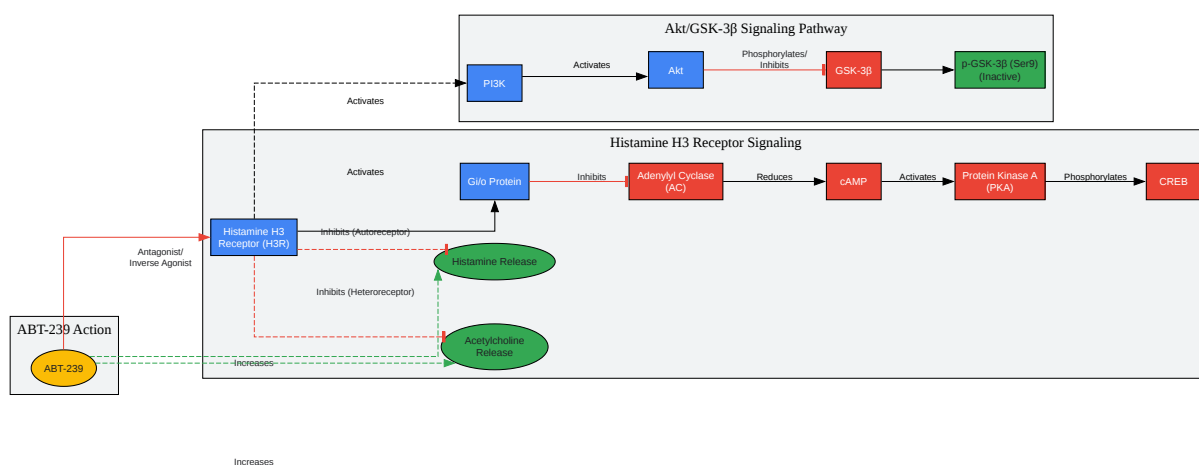 Akt/GSK-3β Signaling Pathway
PI3K
Activates
Akt
Phosphorylates/
Inhibits
GSK-3β
p-GSK-3β (Ser9)
(Inactive)
Activates
Histamine H3 Receptor Signaling
Activates
Gi/o Protein
Inhibits
Adenylyl Cyclase
(AC)
Reduces
cAMP
Activates
Protein Kinase A
(PKA)
Phosphorylates
CREB
Histamine H3
Receptor (H3R)
Inhibits (Autoreceptor)
Antagonist/
Inverse Agonist
Histamine Release
Inhibits (Heteroreceptor)
ABT-239 Action
Acetylcholine
Release
ABT-239
Increases
Increases